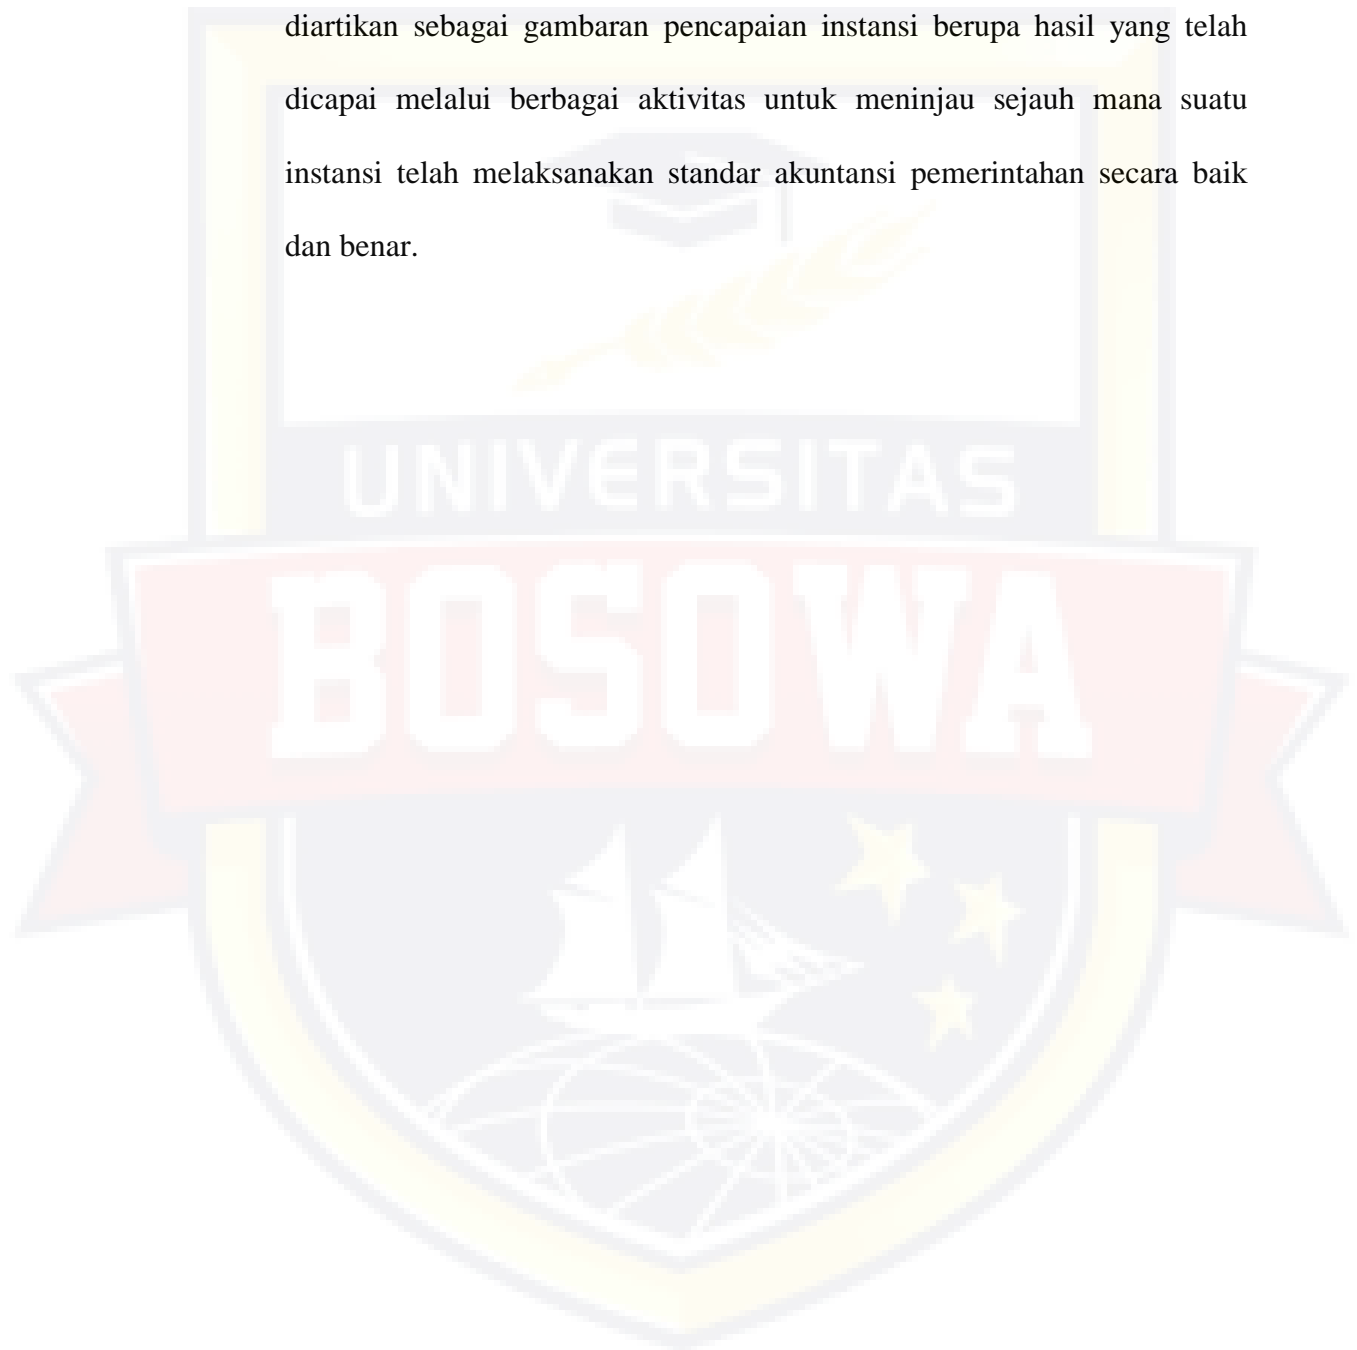 diartikan sebagai gambaran pencapaian instansi berupa hasil yang telah
dicapai melalui berbagai aktivitas untuk meninjau sejauh mana suatu
instansi telah melaksanakan standar akuntansi pemerintahan secara baik
dan benar.
UNIVERSITAS
BOSOWA